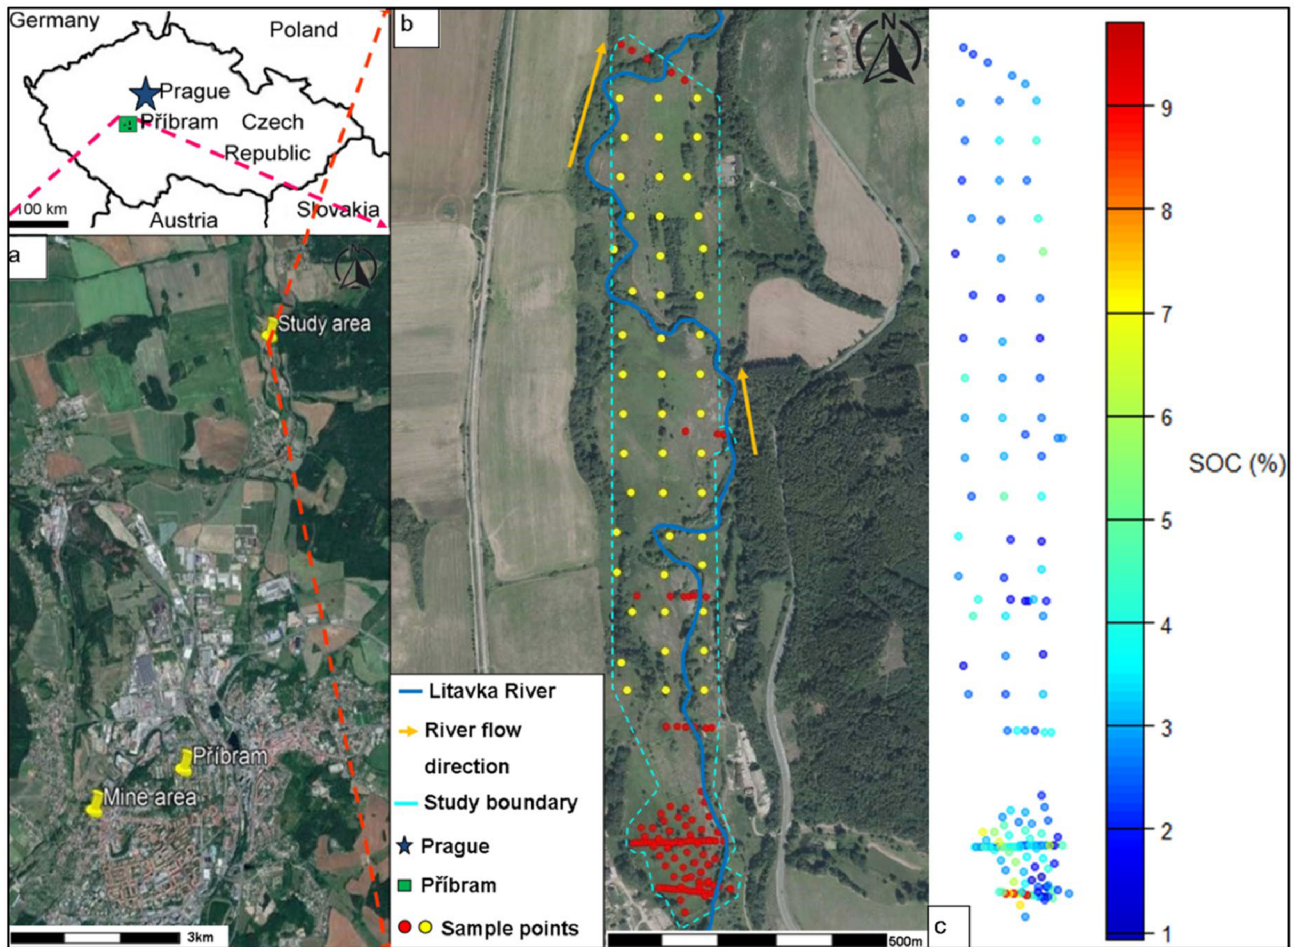 Germany
Poland
Prague
Příbram
Czech
Republic
100 km
Austria
Slovakia
a
Study area
Příbram
Mine area
3km
b
N
Litavka River
River flow
direction
Study boundary
Prague
Příbram
Sample points
500m
c
9
8
7
6
SOC (%)
5
4
3
2
1